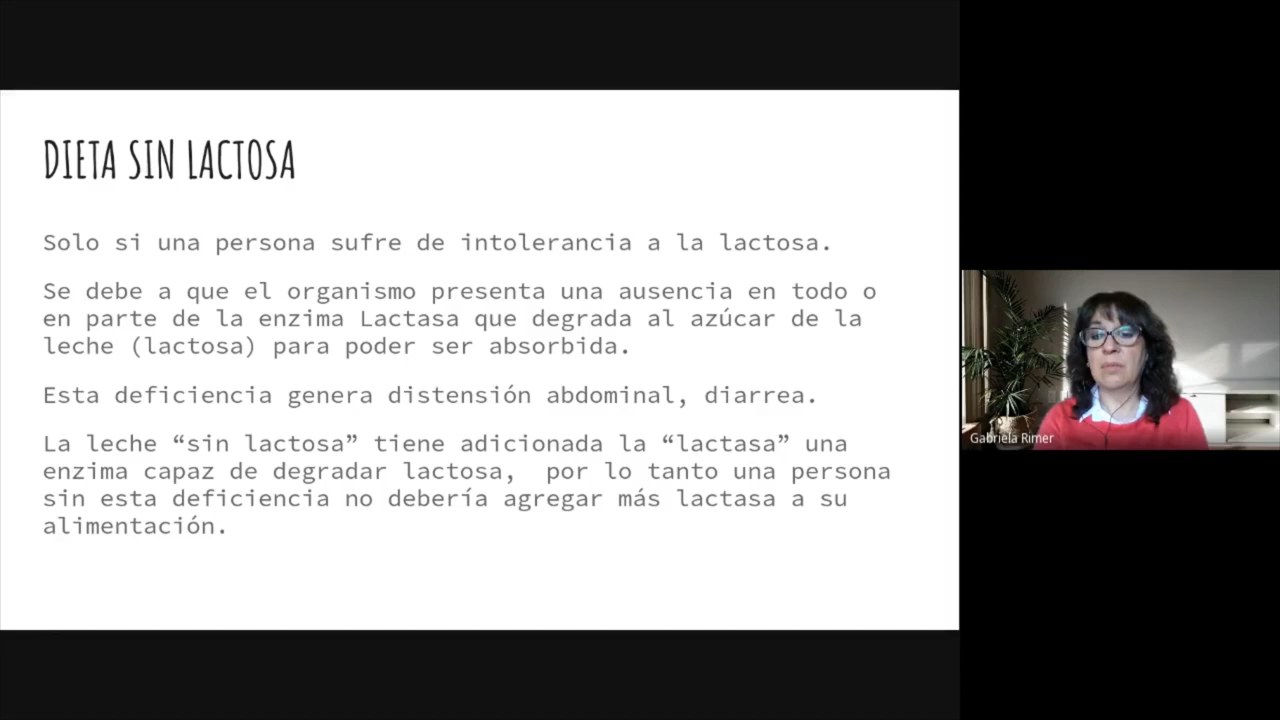 DIETA SIN LACTOSA
Solo si una persona sufre de intolerancia a la lactosa.
Se debe a que el organismo presenta una ausencia en todo o
en parte de la enzima Lactasa que degrada al azúcar de la
leche (lactosa) para poder ser absorbida.
Esta deficiencia genera distensión abdominal, diarrea.
La leche “sin lactosa” tiene adicionada la “lactasa” una
enzima capaz de degradar lactosa,  por lo tanto una persona
sin esta deficiencia no debería agregar más lactasa a su
alimentación.
Gabriela Rimer